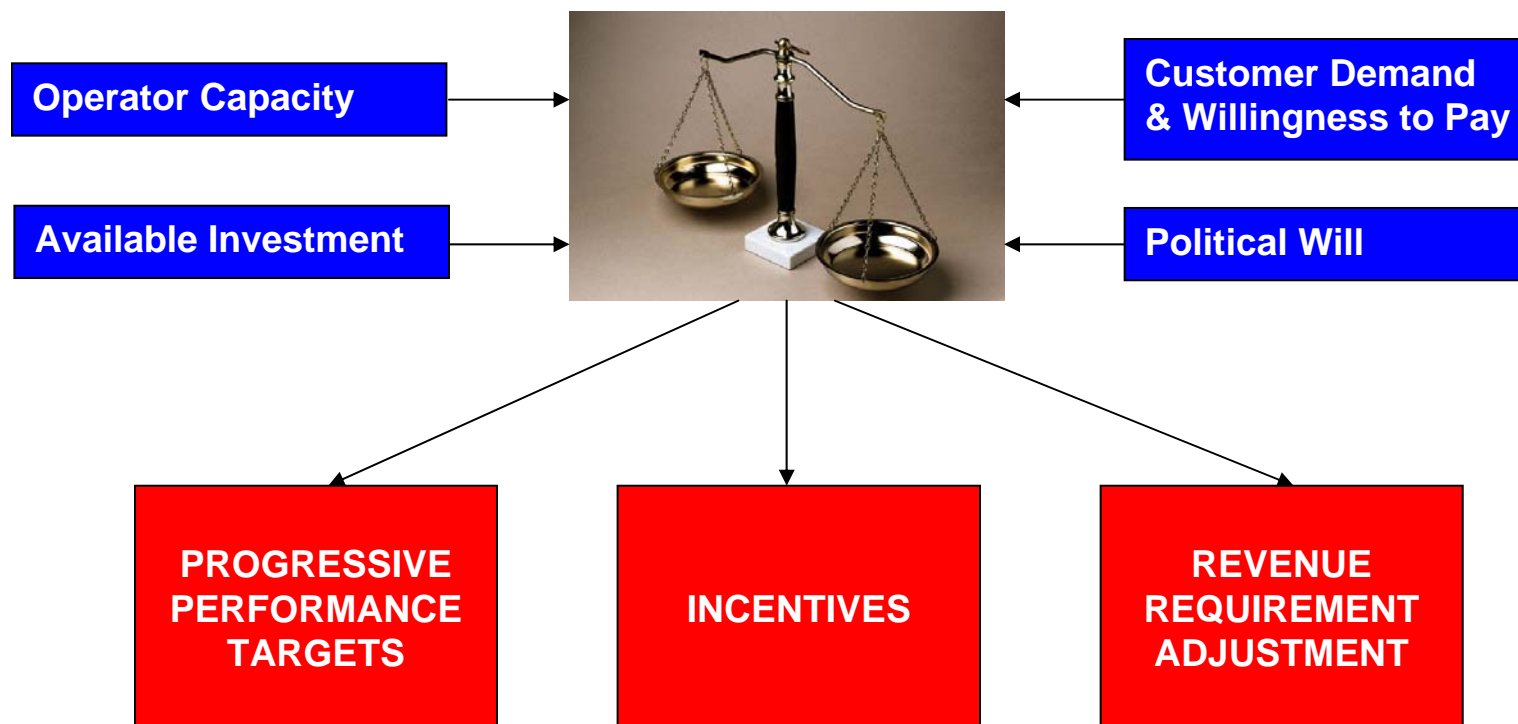 Operator Capacity
Customer Demand
& Willingness to Pay
Available Investment
Political Will
PROGRESSIVE
PERFORMANCE
TARGETS
INCENTIVES
REVENUE
REQUIREMENT
ADJUSTMENT